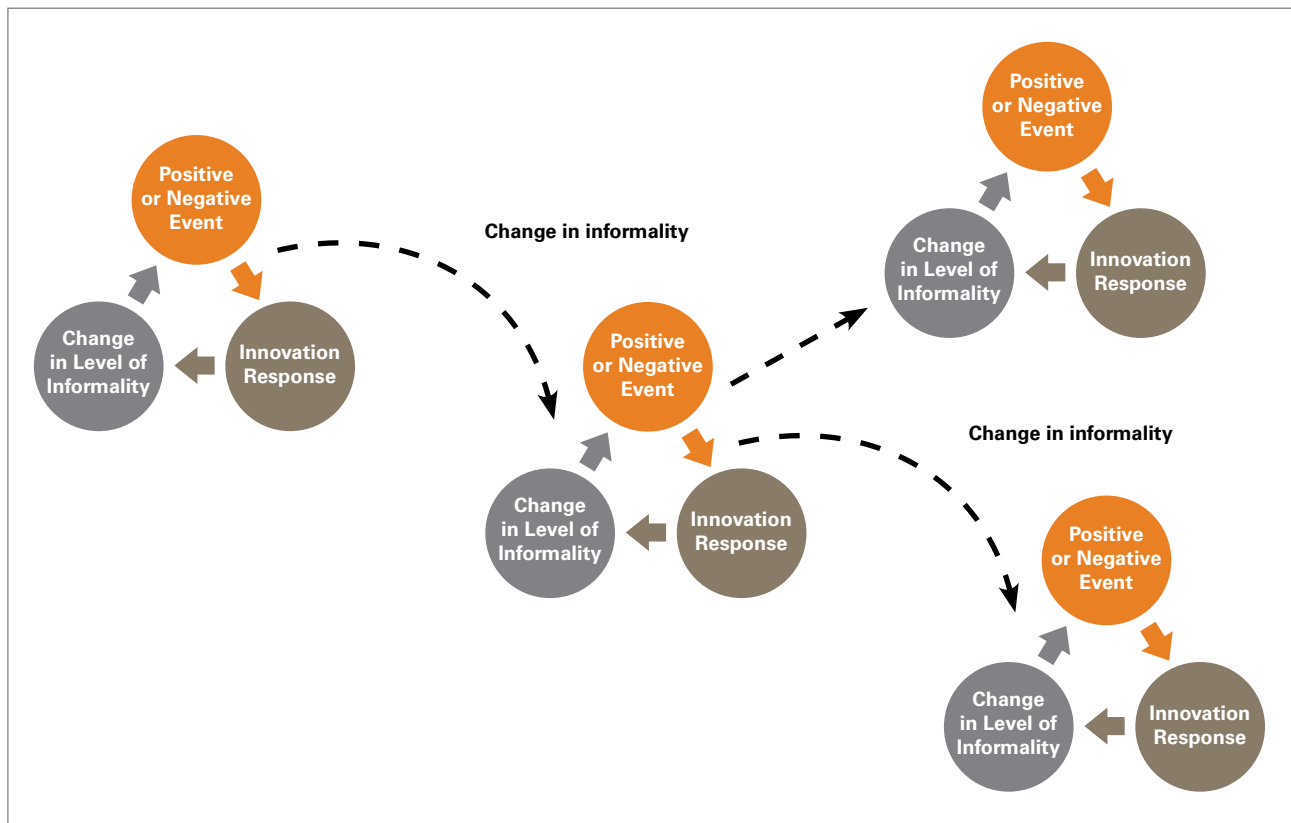 Positive
or Negative
Event
Change
in Level of
Informality
Innovation
Response
Change in informality
Positive
or Negative
Event
Change
in Level of
Informality
Innovation
Response
Positive
or Negative
Event
Change
in Level of
Informality
Innovation
Response
Change in informality
Positive
or Negative
Event
Change
in Level of
Informality
Innovation
Response